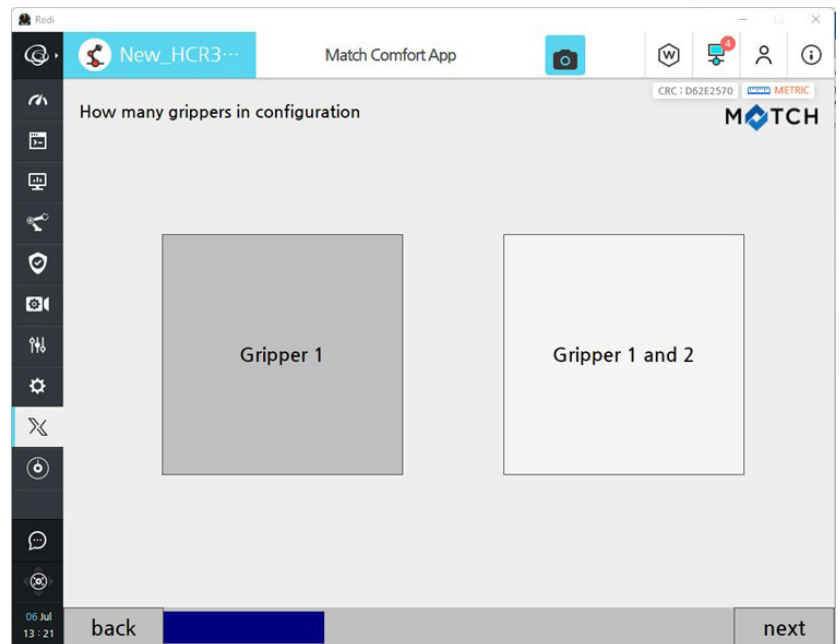 Rodi
New_HCR3···
Match Comfort App
W
4
CRC : D62E2570
METRIC
How many grippers in configuration
MATCH
Gripper 1
Gripper 1 and 2
06 Jul
13 : 21
back
next